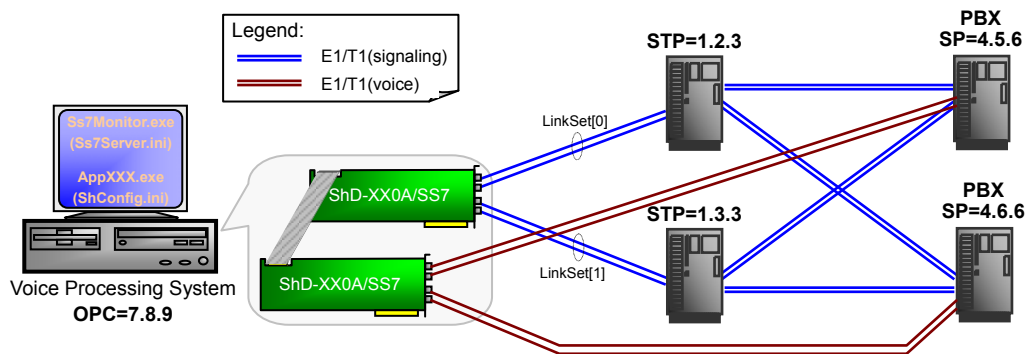 Legend:
E1/T1(signaling)
E1/T1(voice)
STP=1.2.3
PBX
SP=4.5.6
Ss7Monitor.exe
(Ss7Server.ini)
AppXXX.exe
(ShConfig.ini)
LinkSet[0]
ShD-XX0A/SS7
STP=1.3.3
PBX
SP=4.6.6
LinkSet[1]
ShD-XX0A/SS7
Voice Processing System
OPC=7.8.9